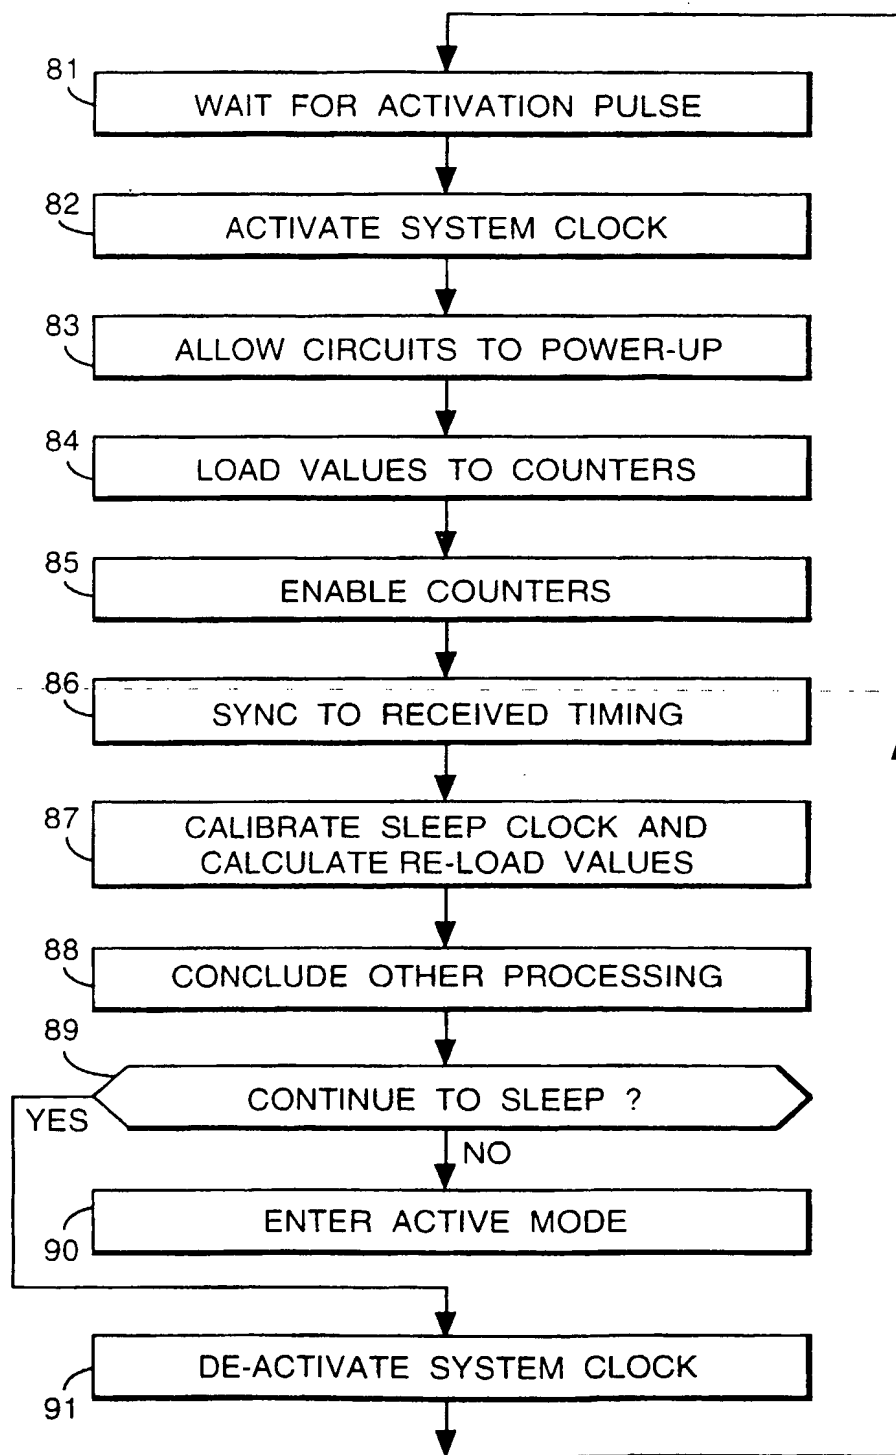 81
WAIT FOR ACTIVATION PULSE
82
ACTIVATE SYSTEM CLOCK
83
ALLOW CIRCUITS TO POWER-UP
84
LOAD VALUES TO COUNTERS
85
ENABLE COUNTERS
86
SYNC TO RECEIVED TIMING
87
CALIBRATE SLEEP CLOCK AND
CALCULATE RE-LOAD VALUES
88
CONCLUDE OTHER PROCESSING
89
CONTINUE TO SLEEP ?
YES
NO
ENTER ACTIVE MODE
90
DE-ACTIVATE SYSTEM CLOCK
91